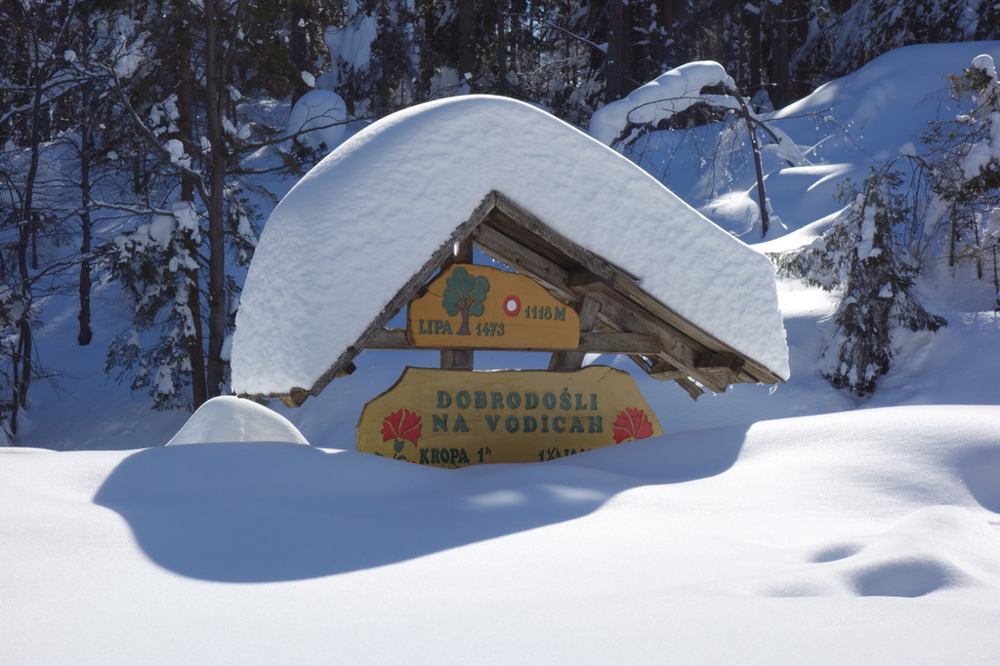 LIPA 1473 1118 M
DOBRODOŠLI
NA VODICAH
KROPA 1h